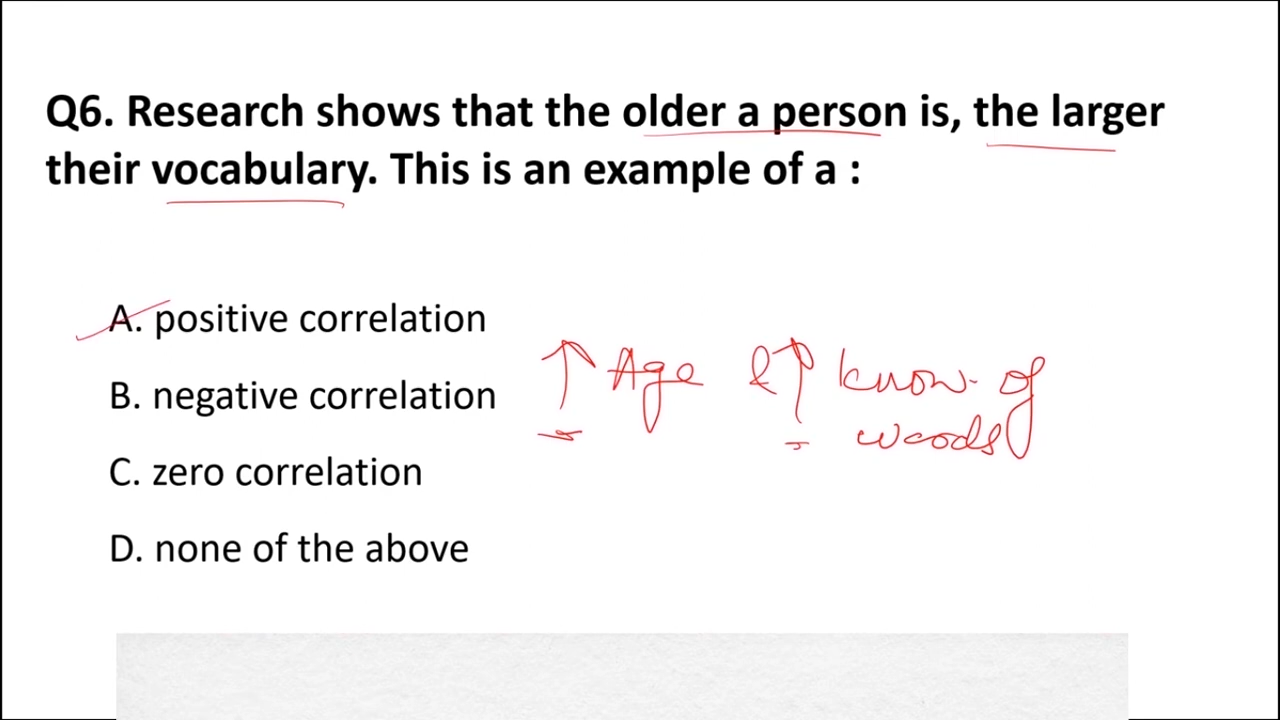 Q6. Research shows that the older a person is, the larger
their vocabulary. This is an example of a :
A. positive correlation
B. negative correlation
C. zero correlation
D. none of the above
↑ Age & ↑ know. of
words